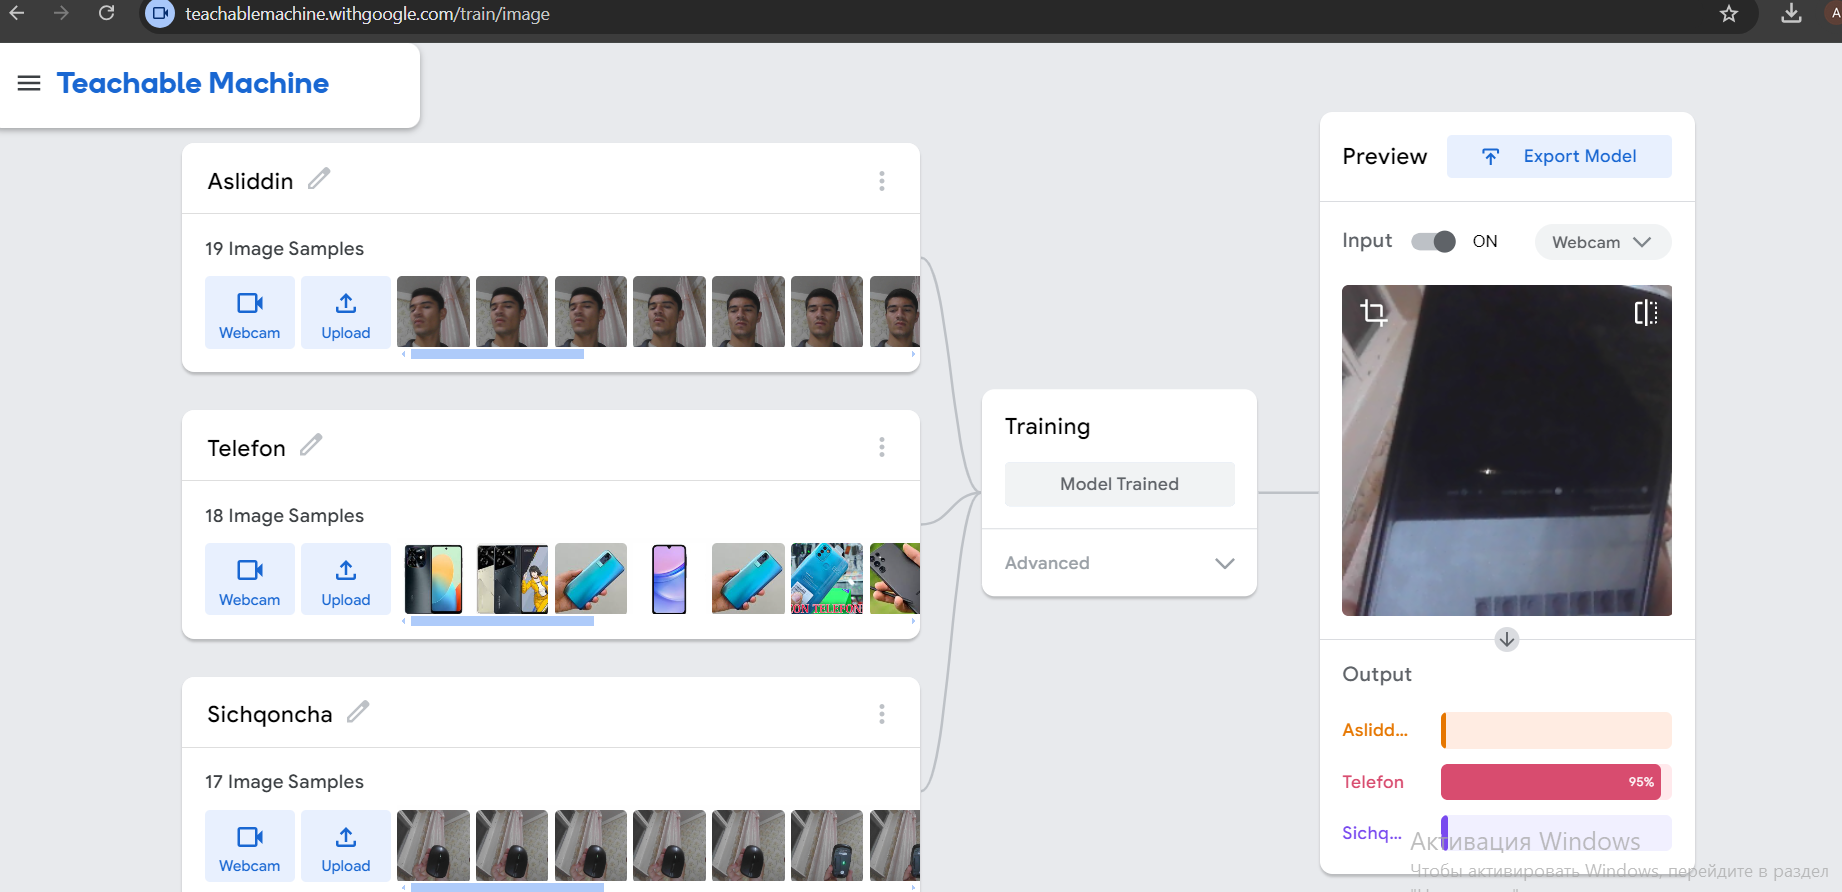 teachablemachine.withgoogle.com/train/image
A
Teachable Machine
Asliddin
19 Image Samples
Webcam
Upload
Telefon
18 Image Samples
Webcam
Upload
TELEFON
Sichqoncha
17 Image Samples
Webcam
Upload
Training
Model Trained
Advanced
Preview
Export Model
Input
ON
Webcam
Output
Aslidd...
Telefon
95%
Sichq...
Активация Windows
Чтобы активировать Windows, перейдите в раздел